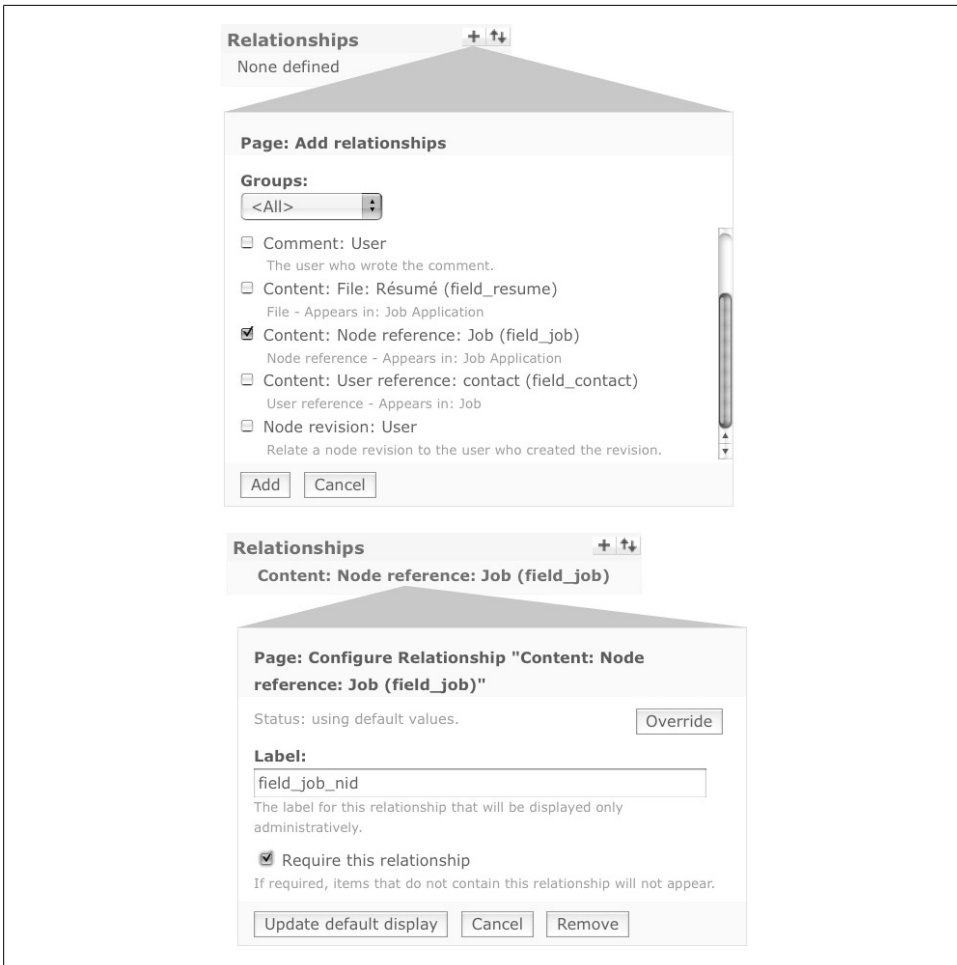 Relationships
None defined
Page: Add relationships
Groups:
<All>
Comment: User
The user who wrote the comment.
Content: File: Résumé (field_resume)
File - Appears in: Job Application
Content: Node reference: Job (field_job)
Node reference - Appears in: Job Application
Content: User reference: contact (field_contact)
User reference - Appears in: Job
Node revision: User
Relate a node revision to the user who created the revision.
Add Cancel
Relationships
Content: Node reference: Job (field_job)
Page: Configure Relationship "Content: Node
reference: Job (field_job)"
Status: using default values. Override
Label:
field_job_nid
The label for this relationship that will be displayed only
administratively.
Require this relationship
If required, items that do not contain this relationship will not appear.
Update default display Cancel Remove